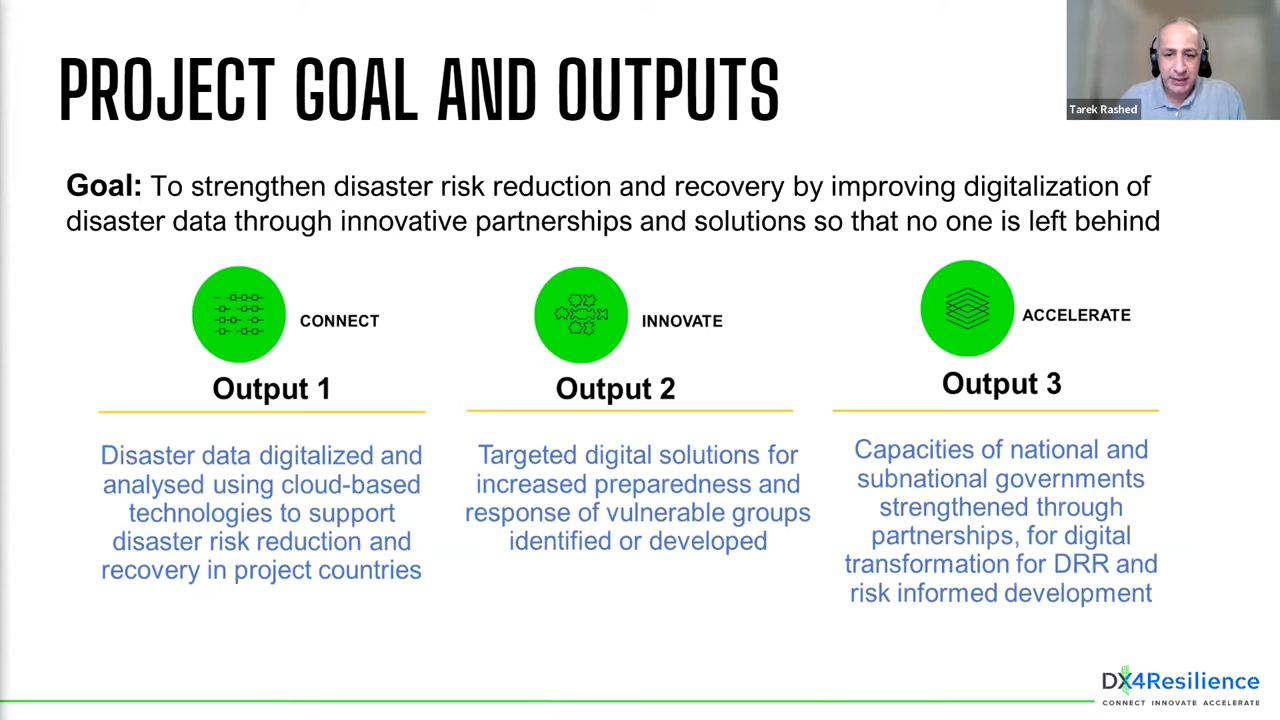 PROJECT GOAL AND OUTPUTS
Tarek Rashed
Goal: To strengthen disaster risk reduction and recovery by improving digitalization of
disaster data through innovative partnerships and solutions so that no one is left behind
CONNECT
Output 1
Disaster data digitalized and
analysed using cloud-based
technologies to support
disaster risk reduction and
recovery in project countries
INNOVATE
Output 2
Targeted digital solutions for
increased preparedness and
response of vulnerable groups
identified or developed
ACCELERATE
Output 3
Capacities of national and
subnational governments
strengthened through
partnerships, for digital
transformation for DRR and
risk informed development
DX4Resilience
CONNECT INNOVATE ACCELERATE